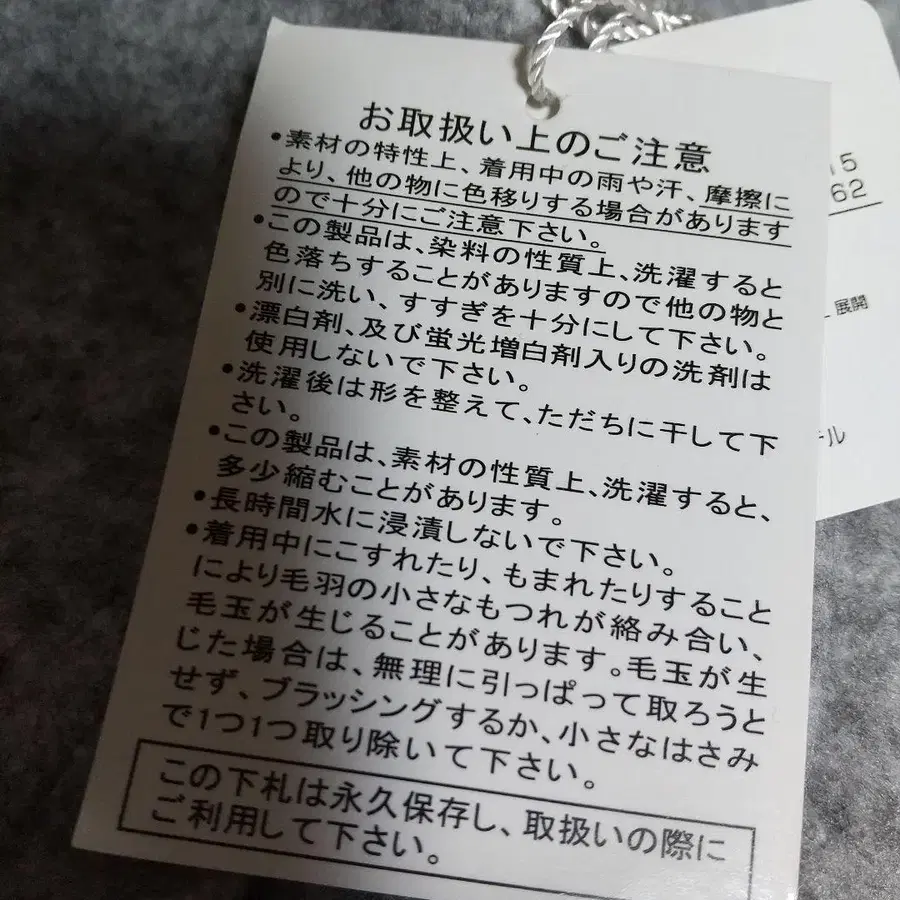 お取扱い上のご注意
•素材の特性上、着用中の雨や汗、摩擦に
より、他の物に色移りする場合があります
ので十分にご注意下さい。
•この製品は、染料の性質上、洗濯すると
色落ちすることがありますので他の物と
別に洗い、すすぎを十分にして下さい。
•漂白剤、及び蛍光増白剤入りの洗剤は
使用しないで下さい。
•洗濯後は形を整えて、ただちに干して下
さい。
•この製品は、素材の性質上、洗濯すると、
多少縮むことがあります。
•長時間水に浸漬しないで下さい。
•着用中にこすれたり、もまれたりすること
により毛羽の小さなもつれが絡み合い、
毛玉が生じることがあります。毛玉が生
じた場合は、無理に引っぱって取ろうと
せず、ブラッシングするか、小さなはさみ
で1つ1つ取り除いて下さい。
この下札は永久保存し、取扱いの際に
ご利用して下さい。
15
62
展開